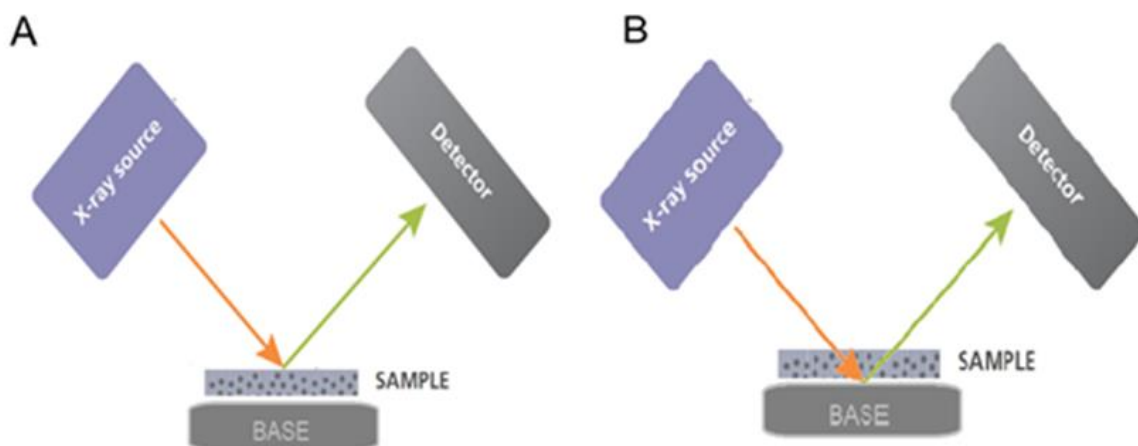 A
B
X-ray source
Detector
SAMPLE
BASE
X-ray source
Detector
SAMPLE
BASE